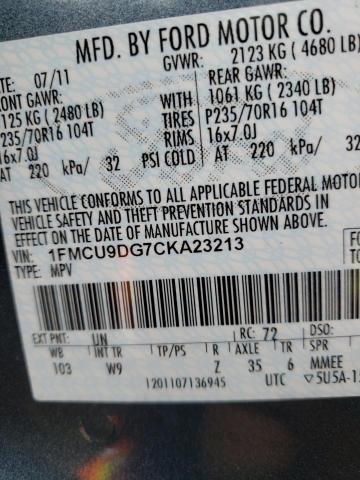 MFD. BY FORD MOTOR CO.
DATE: 07/11 GVWR: 2123 KG ( 4680 LB)
FRONT GAWR: REAR GAWR:
125 KG ( 2480 LB) 1061 KG ( 2340 LB)
P235/70R16 104T TIRES P235/70R16 104T
16x7.0J RIMS 16x7.0J
AT 220 kPa/ 32 PSI COLD AT 220 kPa/ 32
THIS VEHICLE CONFORMS TO ALL APPLICABLE FEDERAL MOTOR
VEHICLE SAFETY AND THEFT PREVENTION STANDARDS IN
EFFECT ON THE DATE OF MANUFACTURE SHOWN ABOVE.
VIN: 1FMCU9DG7CKA23213
TYPE: MPV
EXT PNT: UN RC: 72 DSO:
WB INT TR TP/PS R AXLE TR SPR
103 W9 Z 35 6 MMEE
1201107136945 UTC ▽5U5A-15